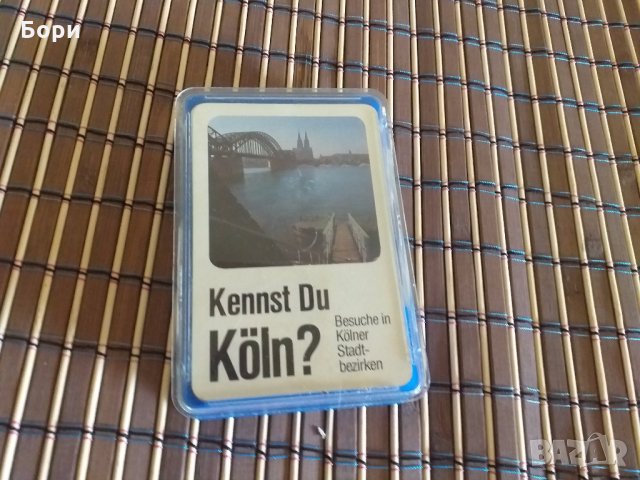 Бори
Kennst Du
Köln?
Besuche in
Kölner
Stadt-
bezirken
BAZAR